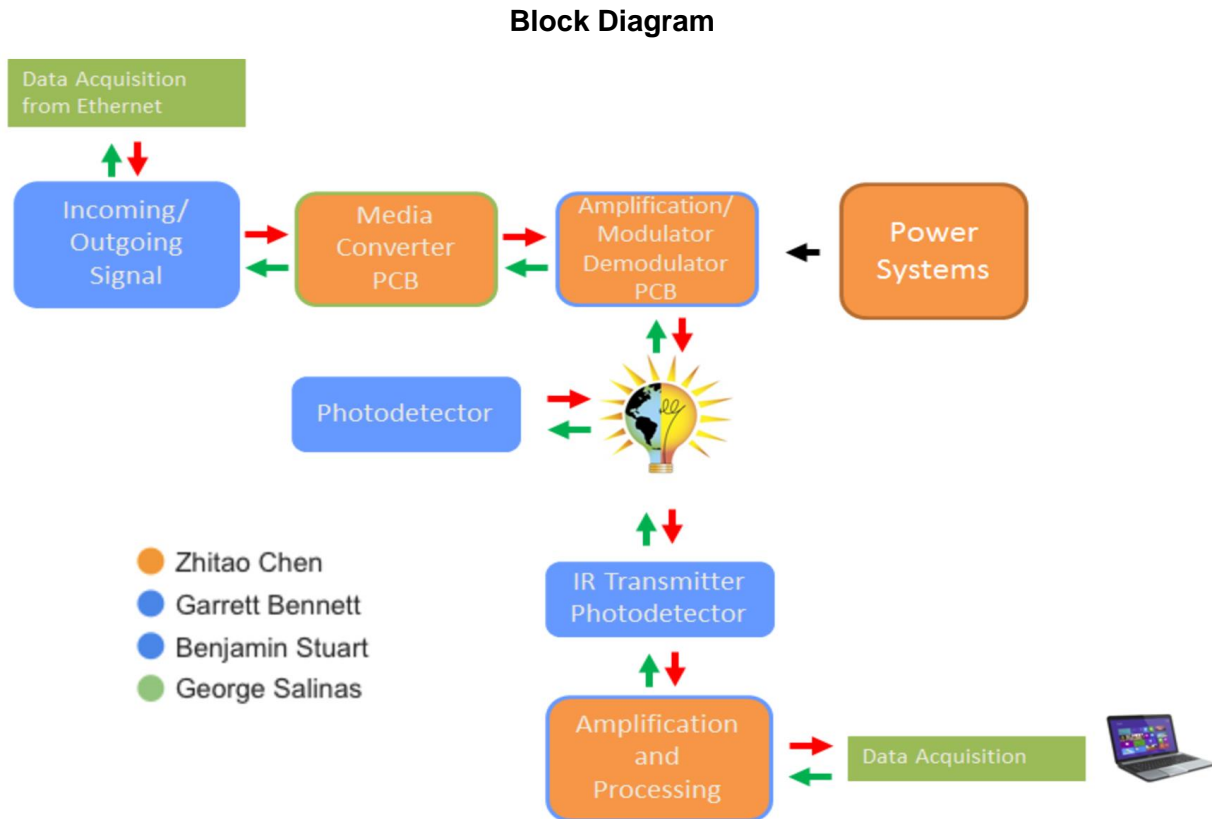 Block Diagram
Data Acquisition
from Ethernet
Incoming/
Outgoing
Signal
Media
Converter
PCB
Amplification/
Modulator
Demodulator
PCB
Power
Systems
Photodetector
IR Transmitter
Photodetector
Zhitao Chen
Garrett Bennett
Benjamin Stuart
George Salinas
Amplification
and
Processing
Data Acquisition